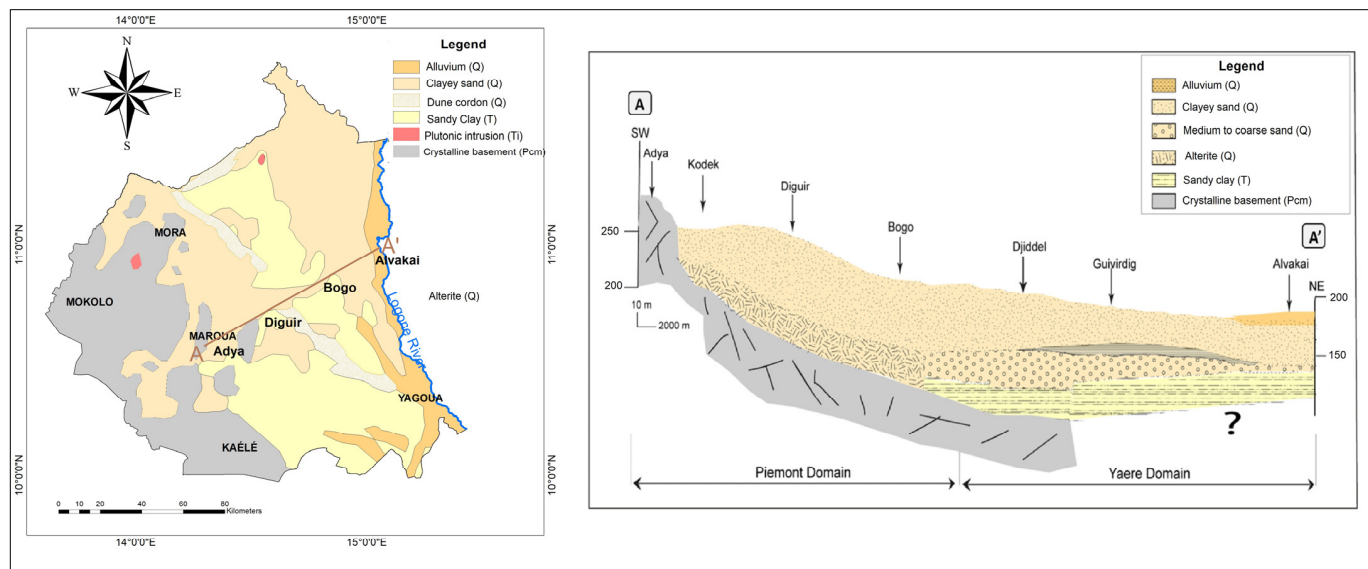 14°0'0"E
15°0'0"E
N
W
E
S
Legend
Alluvium (Q)
Clayey sand (Q)
Dune cordon (Q)
Sandy Clay (T)
Plutonic intrusion (Ti)
Crystalline basement (Pcm)
11°0'0"N
10°0'0"N
11°0'0"N
10°0'0"N
MORA
MOKOLO
MAROUA
A
Adya
Diguir
Bogo
A'
Alvakai
Alterite (Q)
Logone River
YAGOUA
KAÉLÉ
0 10 20 40 60 80
Kilometers
14°0'0"E
15°0'0"E
Legend
Alluvium (Q)
Clayey sand (Q)
Medium to coarse sand (Q)
Alterite (Q)
Sandy clay (T)
Crystalline basement (Pcm)
A
SW
Adya
Kodek
Diguir
Bogo
Djiddel
Guivirdig
A'
Alvakai
NE
250
200
10 m
2000 m
200
150
?
Piemont Domain
Yaere Domain